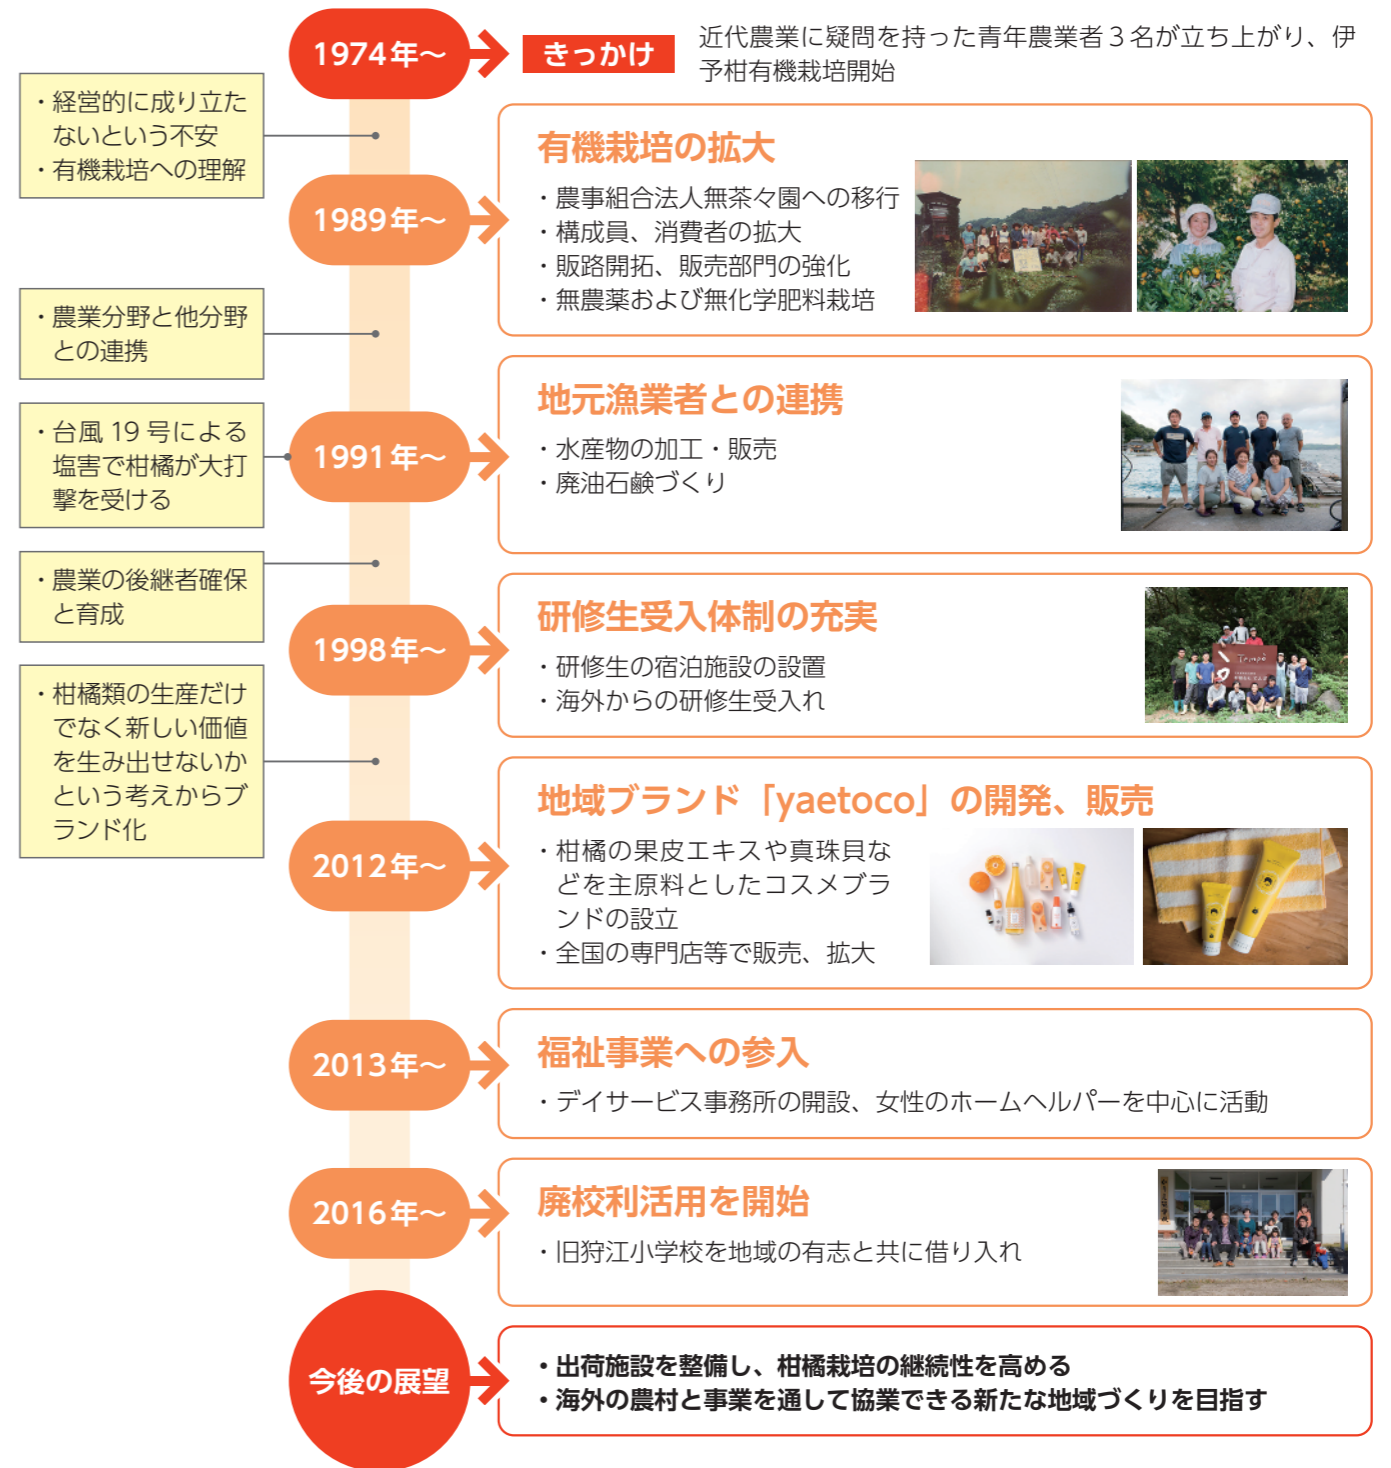 1974年～
きっかけ
近代農業に疑問を持った青年農業者３名が立ち上がり、伊
予柑有機栽培開始
・経営的に成り立た
ないという不安
・有機栽培への理解
1989年～
有機栽培の拡大
・農事組合法人無茶々園への移行
・構成員、消費者の拡大
・販路開拓、販売部門の強化
・無農薬および無化学肥料栽培
・農業分野と他分野
との連携
・台風 19 号による
塩害で柑橘が大打
撃を受ける
1991年～
地元漁業者との連携
・水産物の加工・販売
・廃油石鹸づくり
・農業の後継者確保
と育成
1998年～
研修生受入体制の充実
・研修生の宿泊施設の設置
・海外からの研修生受入れ
Tempo
・柑橘類の生産だけ
でなく新しい価値
を生み出せないか
という考えからブ
ランド化
2012年～
地域ブランド「yaetoco」の開発、販売
・柑橘の果皮エキスや真珠貝な
どを主原料としたコスメブラ
ンドの設立
・全国の専門店等で販売、拡大
2013年～
福祉事業への参入
・デイサービス事務所の開設、女性のホームヘルパーを中心に活動
2016年～
廃校利活用を開始
・旧狩江小学校を地域の有志と共に借り入れ
今後の展望
・出荷施設を整備し、柑橘栽培の継続性を高める
・海外の農村と事業を通して協業できる新たな地域づくりを目指す